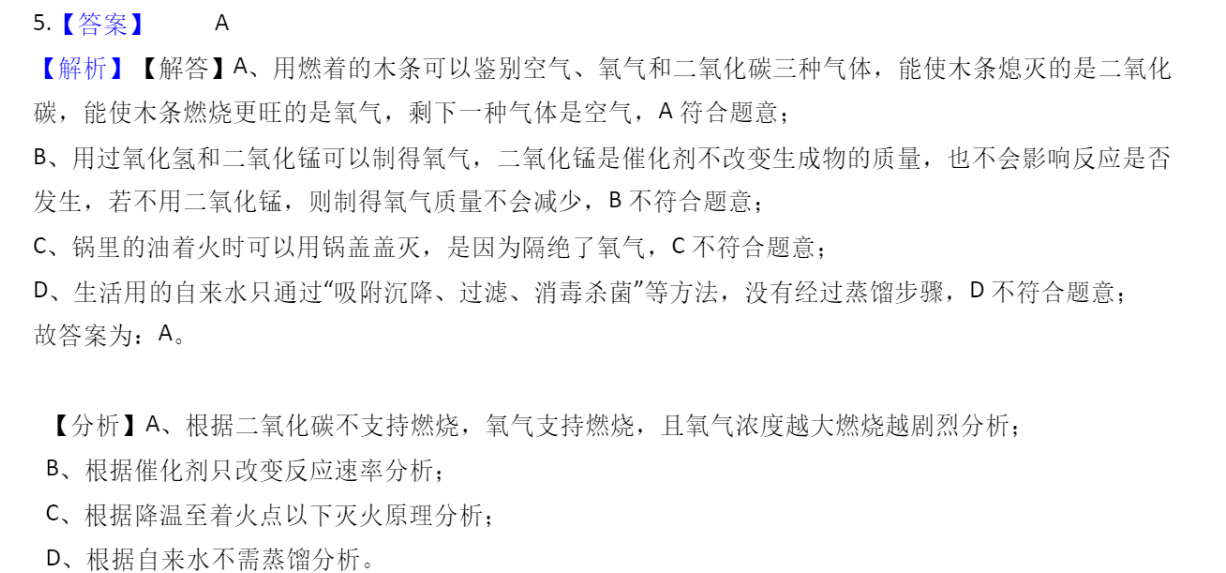 5.【答案】 A
【解析】【解答】A、用燃着的木条可以鉴别空气、氧气和二氧化碳三种气体，能使木条熄灭的是二氧化
碳，能使木条燃烧更旺的是氧气，剩下一种气体是空气，A 符合题意；
B、用过氧化氢和二氧化锰可以制得氧气，二氧化锰是催化剂不改变生成物的质量，也不会影响反应是否
发生，若不用二氧化锰，则制得氧气质量不会减少，B 不符合题意；
C、锅里的油着火时可以用锅盖盖灭，是因为隔绝了氧气，C 不符合题意；
D、生活用的自来水只通过“吸附沉降、过滤、消毒杀菌”等方法，没有经过蒸馏步骤，D 不符合题意；
故答案为：A。
【分析】A、根据二氧化碳不支持燃烧，氧气支持燃烧，且氧气浓度越大燃烧越剧烈分析；
B、根据催化剂只改变反应速率分析；
C、根据降温至着火点以下灭火原理分析；
D、根据自来水不需蒸馏分析。